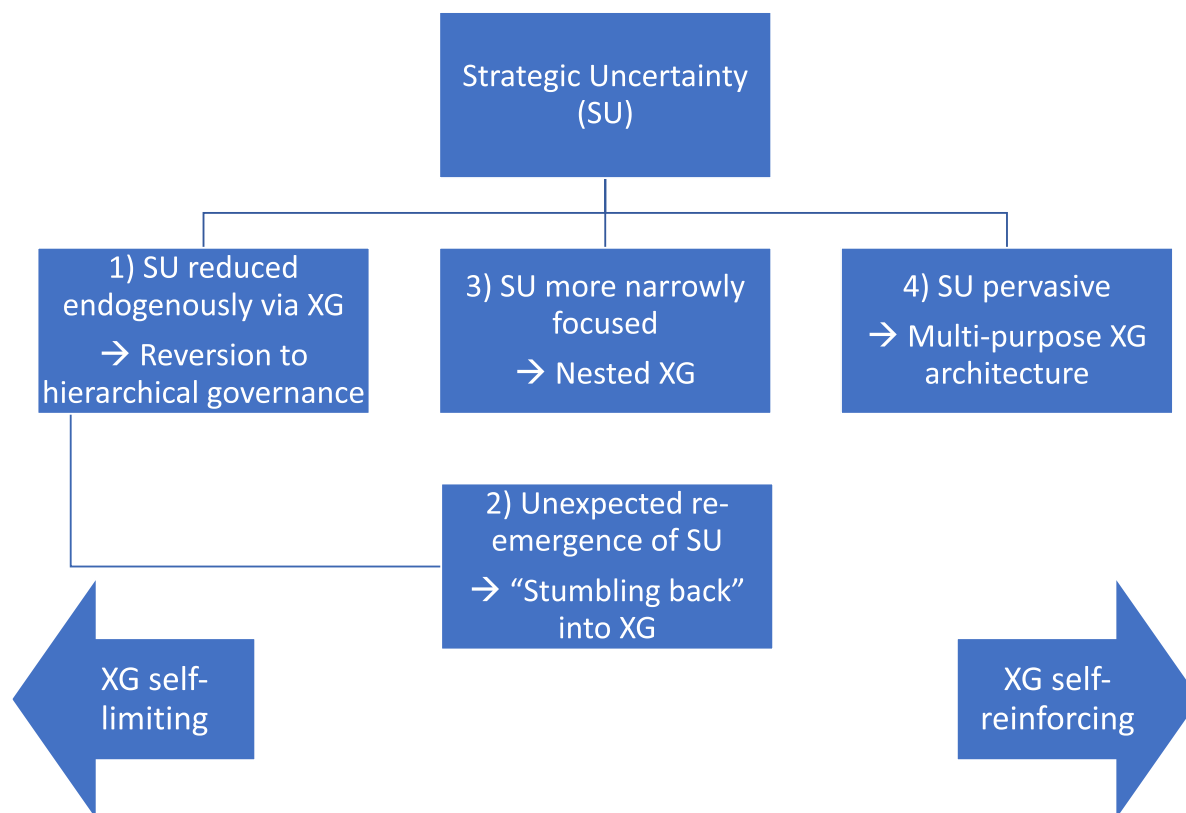 Strategic Uncertainty
(SU)
1) SU reduced
endogenously via XG
→ Reversion to
hierarchical governance
3) SU more narrowly
focused
→ Nested XG
4) SU pervasive
→ Multi-purpose XG
architecture
2) Unexpected re-
emergence of SU
→ “Stumbling back”
into XG
XG self-
limiting
XG self-
reinforcing